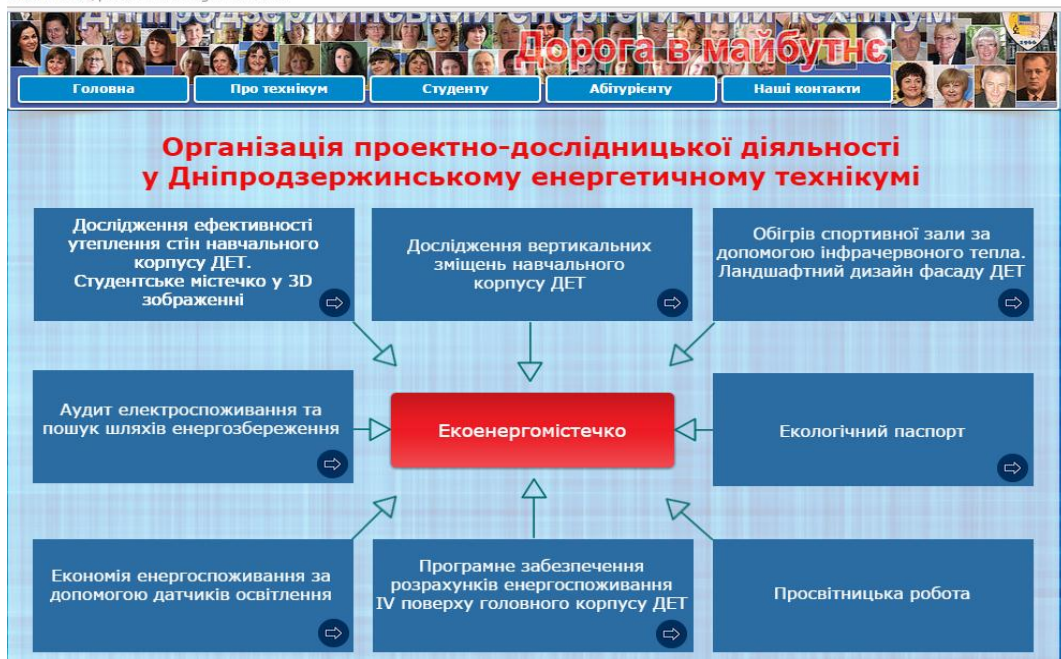 Дніпродзержинський енергетичний технікум
Дорога в майбутнє
Головна
Про технікум
Студенту
Абітурієнту
Наші контакти
Організація проектно-дослідницької діяльності
у Дніпродзержинському енергетичному технікумі
Дослідження ефективності
утеплення стін навчального
корпусу ДЕТ.
Студентське містечко у 3D
зображенні
Дослідження вертикальних
зміщень навчального
корпусу ДЕТ
Обігрів спортивної зали за
допомогою інфрачервоного тепла.
Ландшафтний дизайн фасаду ДЕТ
Аудит електроспоживання та
пошук шляхів енергозбереження
Екоенергомістечко
Екологічний паспорт
Економія енергоспоживання за
допомогою датчиків освітлення
Програмне забезпечення
розрахунків енергоспоживання
IV поверху головного корпусу ДЕТ
Просвітницька робота